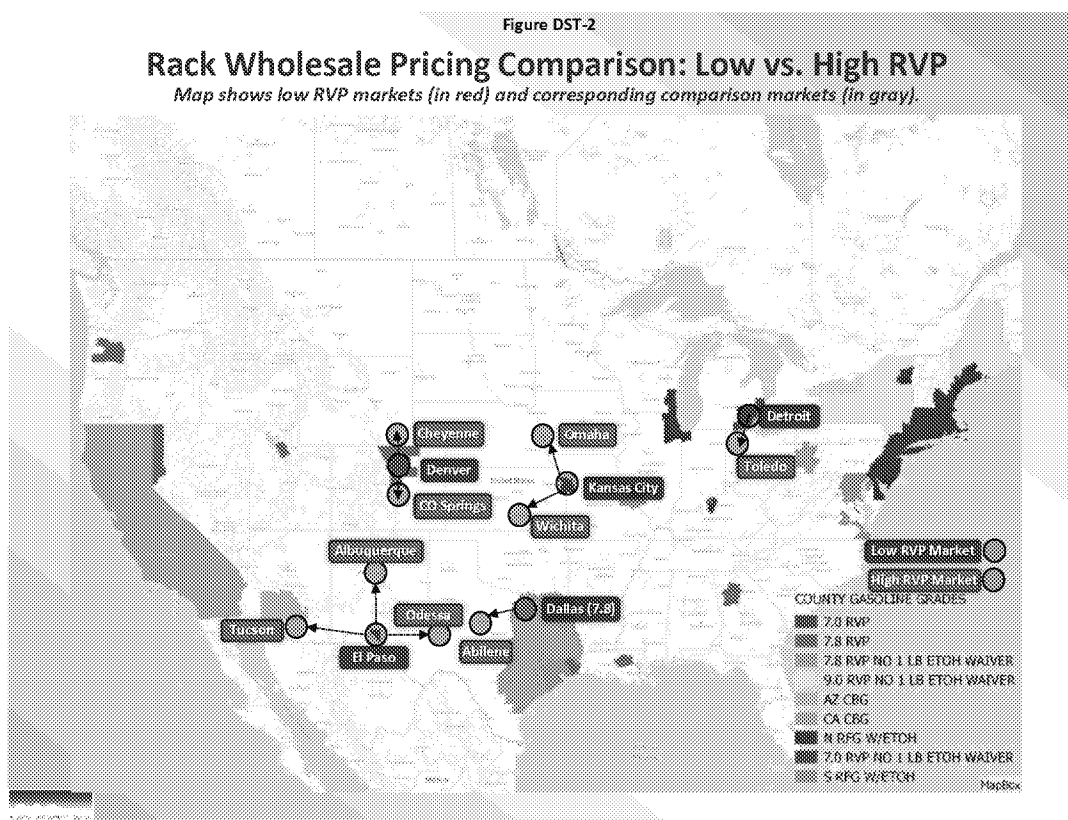 Figure DST-2
Rack Wholesale Pricing Comparison: Low vs. High RVP
Map shows low RVP markets (in red) and corresponding comparison markets (in gray).
Cheyenne
Omaha
Detroit
Denver
Toledo
United States
Kansas City
CO Springs
Wichita
Albuquerque
Low RVP Market
High RVP Market
COUNTY GASOLINE GRADES
Odessa
Dallas (7.8)
Tucson
Abilene
El Paso
7.0 RVP
7.8 RVP
7.8 RVP NO 1 LB ETOH WAIVER
9.0 RVP NO 1 LB ETOH WAIVER
AZ CBG
CA CBG
N RFG W/ETOH
7.0 RVP NO 1 LB ETOH WAIVER
S RFG W/ETOH
MapBox